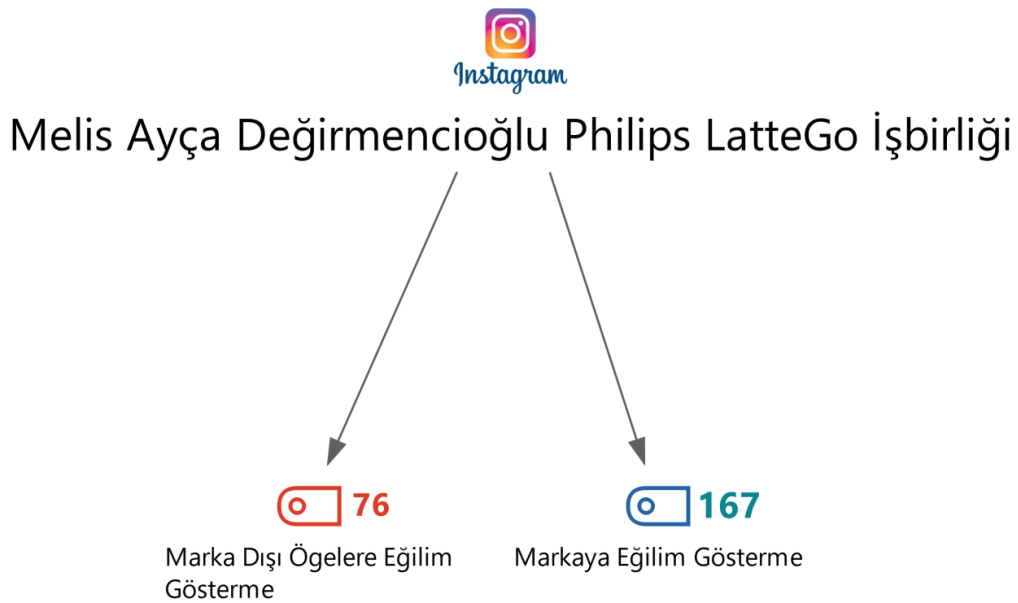 Instagram
Melis Ayça Değirmencioğlu Philips LatteGo İşbirliği
76
Marka Dışı Ögelere Eğilim
Gösterme
167
Markaya Eğilim Gösterme